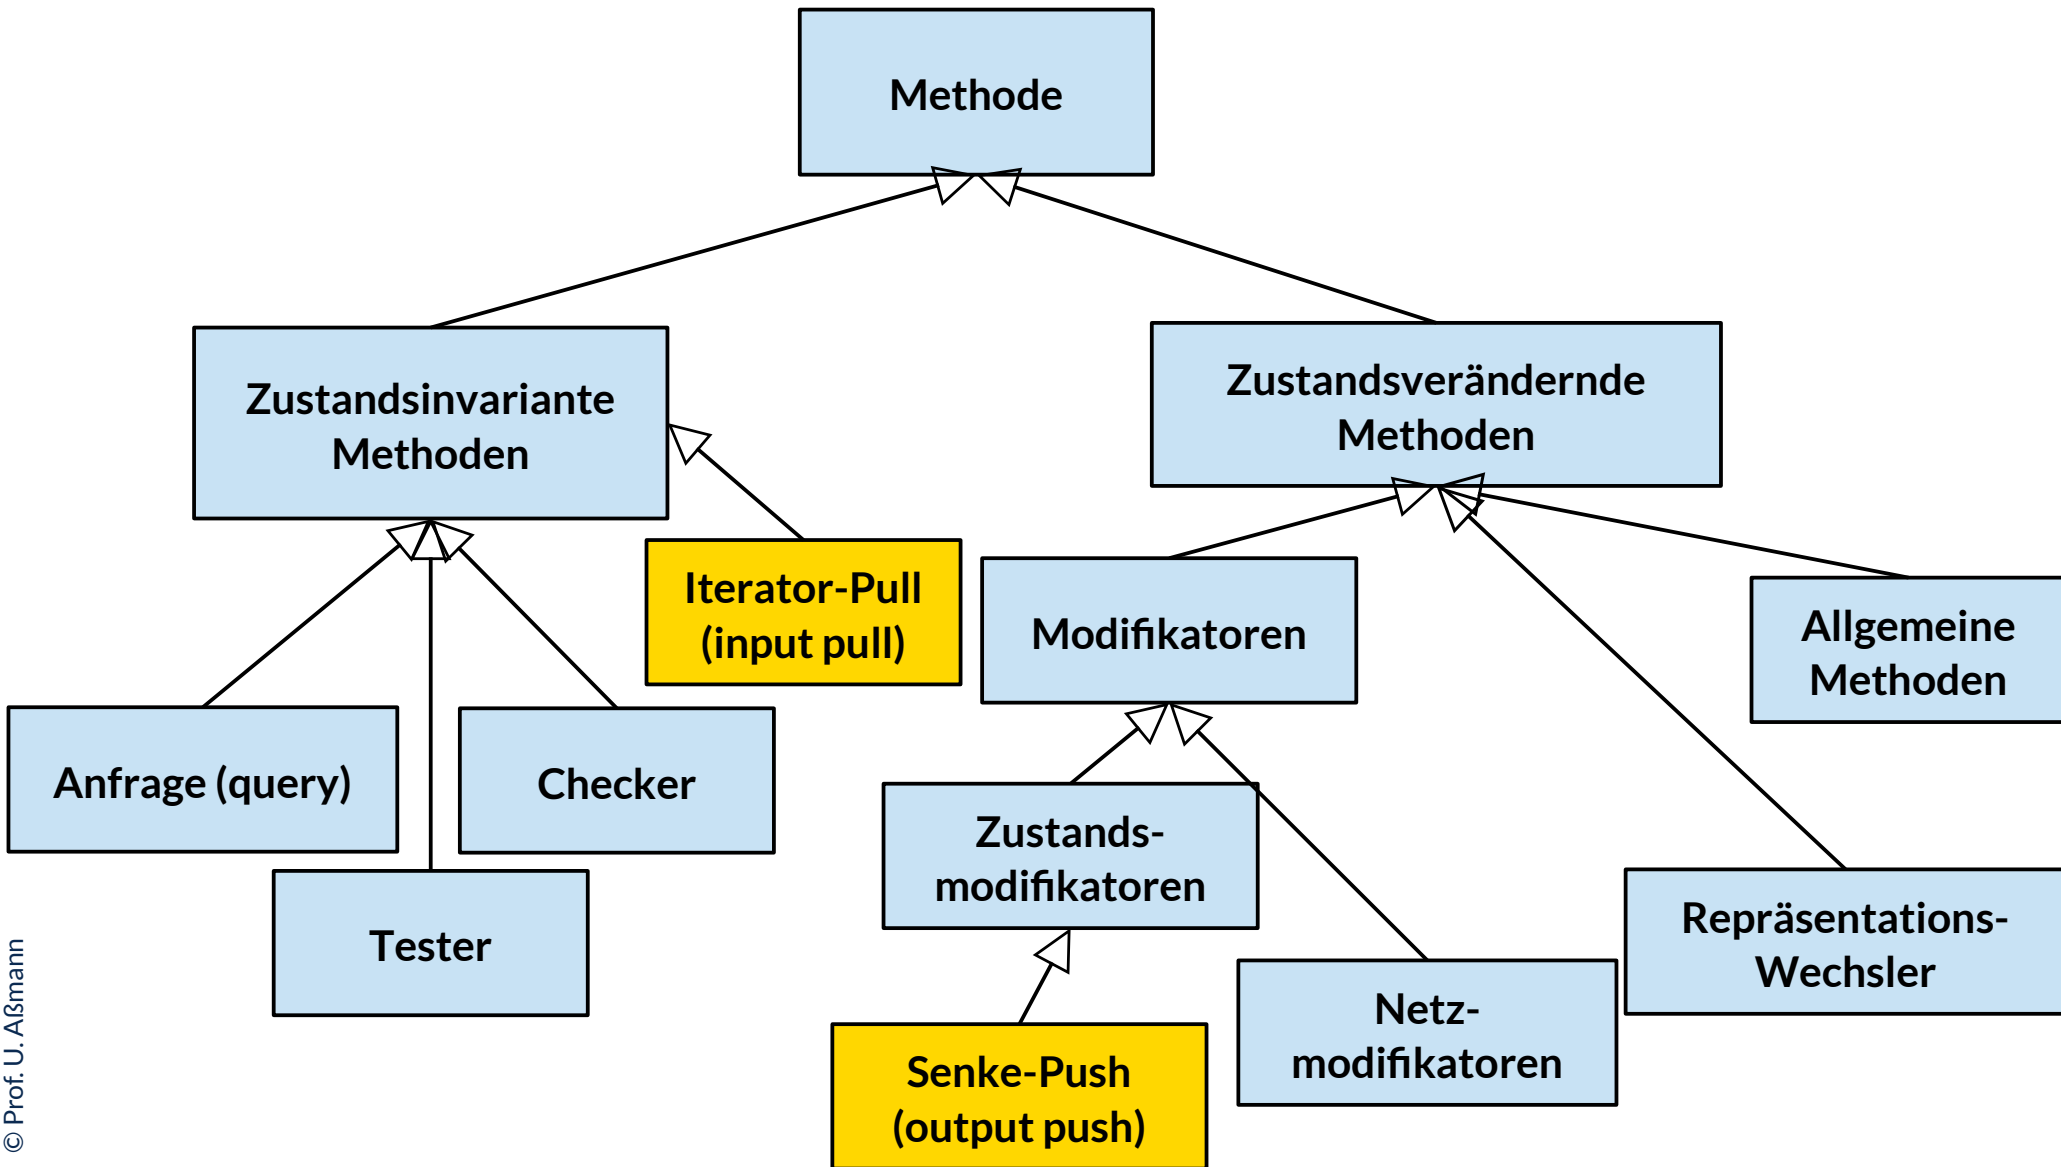 Methode
Zustandsinvariante
Methoden
Zustandsverändernde
Methoden
Iterator-Pull
(input pull)
Modifikatoren
Allgemeine
Methoden
Anfrage (query)
Checker
Zustands-
modifikatoren
Tester
Repräsentations-
Wechsler
Netz-
modifikatoren
Senke-Push
(output push)
© Prof. U. Aßmann